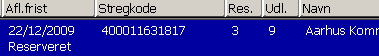 Afl.frist Stregkode Res. Udl. Navn
22/12/2009 400011631817 3 9 Aarhus Komm
Reserveret